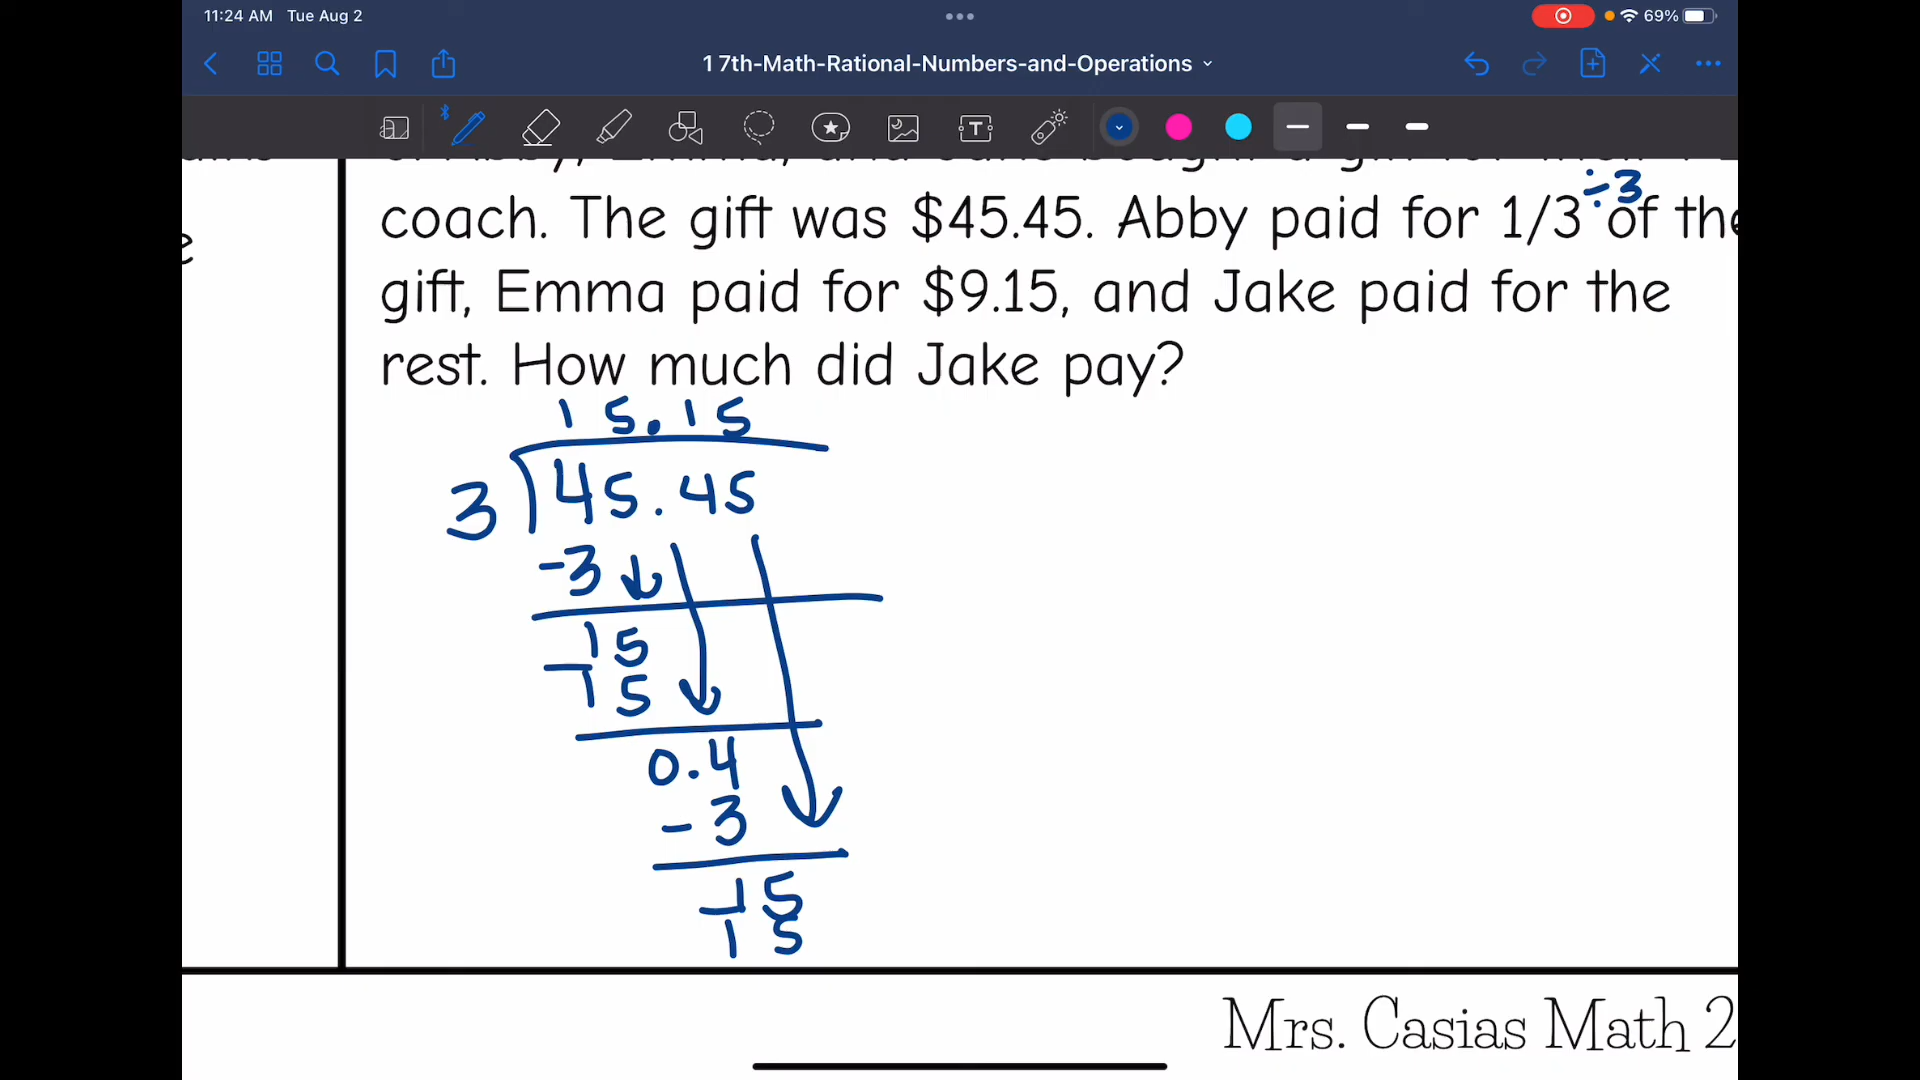 11:24 AM Tue Aug 2
69%
1 7th-Math-Rational-Numbers-and-Operations
÷3
coach. The gift was $45.45. Abby paid for 1/3 of the
gift, Emma paid for $9.15, and Jake paid for the
rest. How much did Jake pay?
15.15
3 45.45
-3
15
-15
0.4
-3
15
-15
Mrs. Casias Math 2